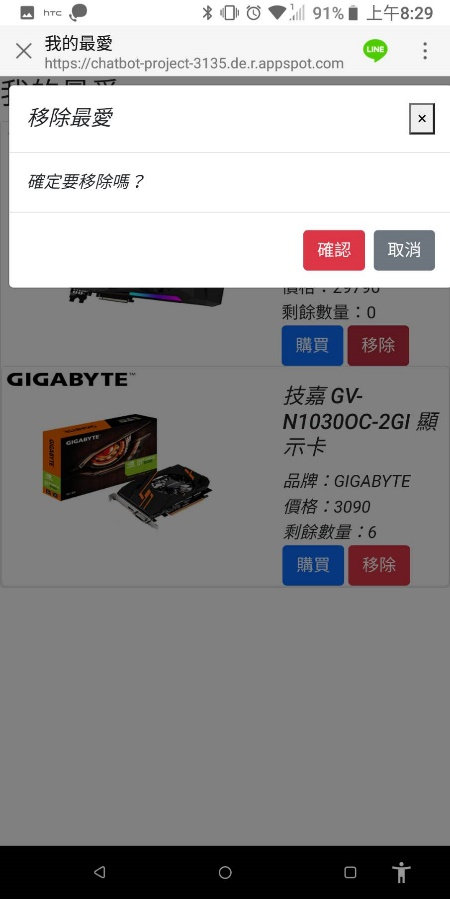 hTC 91% 上午8:29
我的最愛
https://chatbot-project-3135.de.r.appspot.com
LINE
移除最愛
×
確定要移除嗎？
確認 取消
價格：29790
剩餘數量：0
購買 移除
GIGABYTE™
技嘉 GV-
N1030OC-2GI 顯
示卡
品牌：GIGABYTE
價格：3090
剩餘數量：6
購買 移除
GIGABYTE